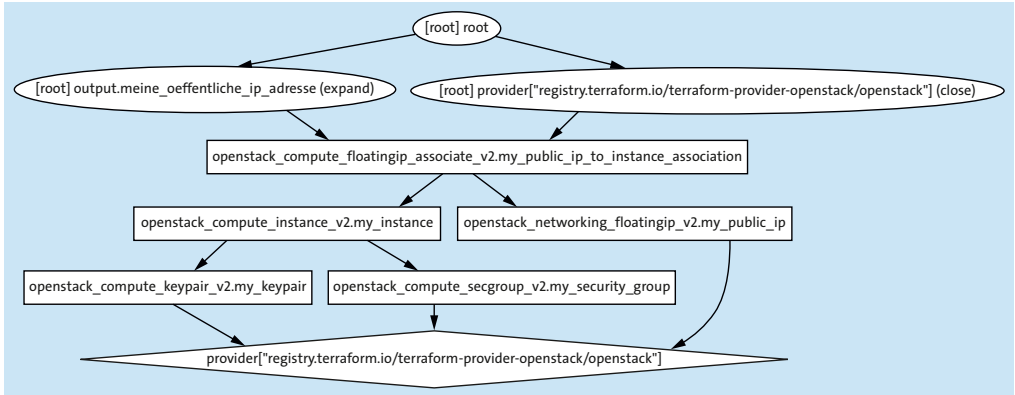 [root] root
[root] output.meine_oeffentliche_ip_adresse (expand)
[root] provider["registry.terraform.io/terraform-provider-openstack/openstack"] (close)
openstack_compute_floatingip_associate_v2.my_public_ip_to_instance_association
openstack_compute_instance_v2.my_instance
openstack_networking_floatingip_v2.my_public_ip
openstack_compute_keypair_v2.my_keypair
openstack_compute_secgroup_v2.my_security_group
provider["registry.terraform.io/terraform-provider-openstack/openstack"]